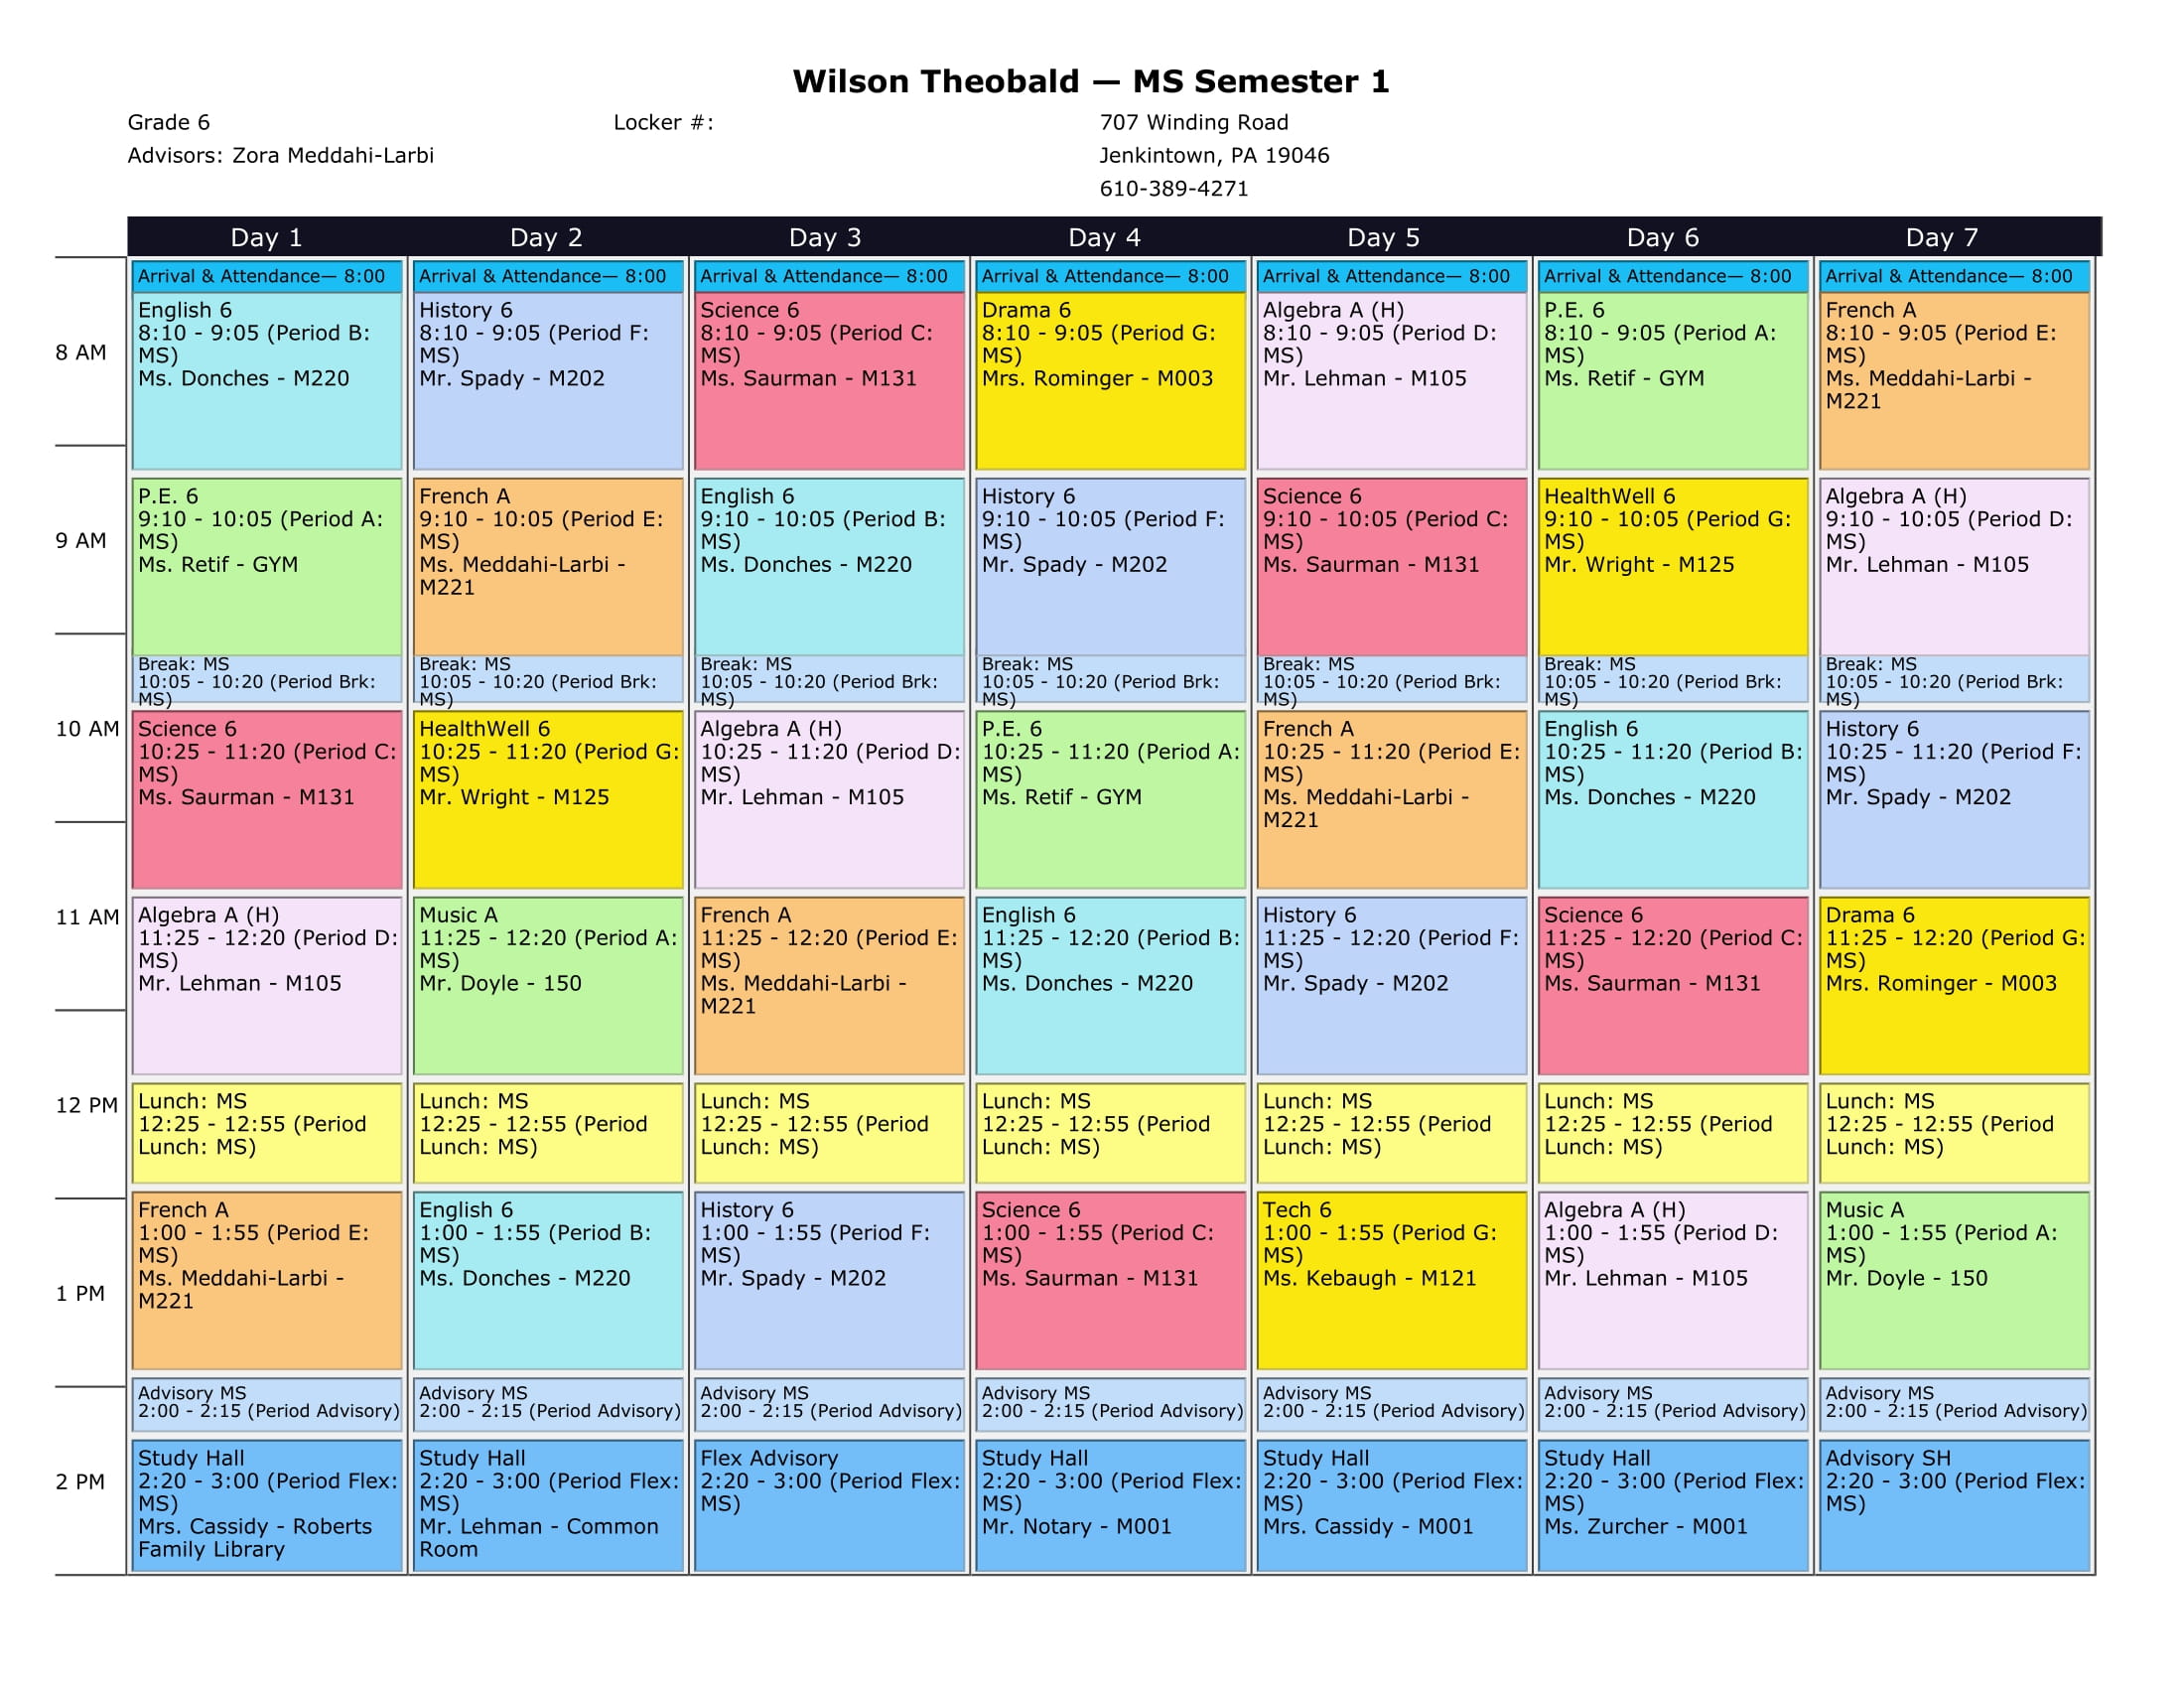 Wilson Theobald — MS Semester 1
Grade 6
Advisors: Zora Meddahi-Larbi
Locker #:
707 Winding Road
Jenkintown, PA 19046
610-389-4271
Day 1
Day 2
Day 3
Day 4
Day 5
Day 6
Day 7
8 AM
9 AM
10 AM
11 AM
12 PM
1 PM
2 PM
Arrival & Attendance— 8:00
English 6
8:10 - 9:05 (Period B:
MS)
Ms. Donches - M220
P.E. 6
9:10 - 10:05 (Period A:
MS)
Ms. Retif - GYM
Break: MS
10:05 - 10:20 (Period Brk:
MS)
Science 6
10:25 - 11:20 (Period C:
MS)
Ms. Saurman - M131
Algebra A (H)
11:25 - 12:20 (Period D:
MS)
Mr. Lehman - M105
Lunch: MS
12:25 - 12:55 (Period
Lunch: MS)
French A
1:00 - 1:55 (Period E:
MS)
Ms. Meddahi-Larbi -
M221
Advisory MS
2:00 - 2:15 (Period Advisory)
Study Hall
2:20 - 3:00 (Period Flex:
MS)
Mrs. Cassidy - Roberts
Family Library
Arrival & Attendance— 8:00
History 6
8:10 - 9:05 (Period F:
MS)
Mr. Spady - M202
French A
9:10 - 10:05 (Period E:
MS)
Ms. Meddahi-Larbi -
M221
Break: MS
10:05 - 10:20 (Period Brk:
MS)
HealthWell 6
10:25 - 11:20 (Period G:
MS)
Mr. Wright - M125
Music A
11:25 - 12:20 (Period A:
MS)
Mr. Doyle - 150
Lunch: MS
12:25 - 12:55 (Period
Lunch: MS)
English 6
1:00 - 1:55 (Period B:
MS)
Ms. Donches - M220
Advisory MS
2:00 - 2:15 (Period Advisory)
Study Hall
2:20 - 3:00 (Period Flex:
MS)
Mr. Lehman - Common
Room
Arrival & Attendance— 8:00
Science 6
8:10 - 9:05 (Period C:
MS)
Ms. Saurman - M131
English 6
9:10 - 10:05 (Period B:
MS)
Ms. Donches - M220
Break: MS
10:05 - 10:20 (Period Brk:
MS)
Algebra A (H)
10:25 - 11:20 (Period D:
MS)
Mr. Lehman - M105
French A
11:25 - 12:20 (Period E:
MS)
Ms. Meddahi-Larbi -
M221
Lunch: MS
12:25 - 12:55 (Period
Lunch: MS)
History 6
1:00 - 1:55 (Period F:
MS)
Mr. Spady - M202
Advisory MS
2:00 - 2:15 (Period Advisory)
Flex Advisory
2:20 - 3:00 (Period Flex:
MS)
Arrival & Attendance— 8:00
Drama 6
8:10 - 9:05 (Period G:
MS)
Mrs. Rominger - M003
History 6
9:10 - 10:05 (Period F:
MS)
Mr. Spady - M202
Break: MS
10:05 - 10:20 (Period Brk:
MS)
P.E. 6
10:25 - 11:20 (Period A:
MS)
Ms. Retif - GYM
English 6
11:25 - 12:20 (Period B:
MS)
Ms. Donches - M220
Lunch: MS
12:25 - 12:55 (Period
Lunch: MS)
Science 6
1:00 - 1:55 (Period C:
MS)
Ms. Saurman - M131
Advisory MS
2:00 - 2:15 (Period Advisory)
Study Hall
2:20 - 3:00 (Period Flex:
MS)
Mr. Notary - M001
Arrival & Attendance— 8:00
Algebra A (H)
8:10 - 9:05 (Period D:
MS)
Mr. Lehman - M105
Science 6
9:10 - 10:05 (Period C:
MS)
Ms. Saurman - M131
Break: MS
10:05 - 10:20 (Period Brk:
MS)
French A
10:25 - 11:20 (Period E:
MS)
Ms. Meddahi-Larbi -
M221
History 6
11:25 - 12:20 (Period F:
MS)
Mr. Spady - M202
Lunch: MS
12:25 - 12:55 (Period
Lunch: MS)
Tech 6
1:00 - 1:55 (Period G:
MS)
Ms. Kebaugh - M121
Advisory MS
2:00 - 2:15 (Period Advisory)
Study Hall
2:20 - 3:00 (Period Flex:
MS)
Mrs. Cassidy - M001
Arrival & Attendance— 8:00
P.E. 6
8:10 - 9:05 (Period A:
MS)
Ms. Retif - GYM
HealthWell 6
9:10 - 10:05 (Period G:
MS)
Mr. Wright - M125
Break: MS
10:05 - 10:20 (Period Brk:
MS)
English 6
10:25 - 11:20 (Period B:
MS)
Ms. Donches - M220
Science 6
11:25 - 12:20 (Period C:
MS)
Ms. Saurman - M131
Lunch: MS
12:25 - 12:55 (Period
Lunch: MS)
Algebra A (H)
1:00 - 1:55 (Period D:
MS)
Mr. Lehman - M105
Advisory MS
2:00 - 2:15 (Period Advisory)
Study Hall
2:20 - 3:00 (Period Flex:
MS)
Ms. Zurcher - M001
Arrival & Attendance— 8:00
French A
8:10 - 9:05 (Period E:
MS)
Ms. Meddahi-Larbi -
M221
Algebra A (H)
9:10 - 10:05 (Period D:
MS)
Mr. Lehman - M105
Break: MS
10:05 - 10:20 (Period Brk:
MS)
History 6
10:25 - 11:20 (Period F:
MS)
Mr. Spady - M202
Drama 6
11:25 - 12:20 (Period G:
MS)
Mrs. Rominger - M003
Lunch: MS
12:25 - 12:55 (Period
Lunch: MS)
Music A
1:00 - 1:55 (Period A:
MS)
Mr. Doyle - 150
Advisory MS
2:00 - 2:15 (Period Advisory)
Advisory SH
2:20 - 3:00 (Period Flex:
MS)